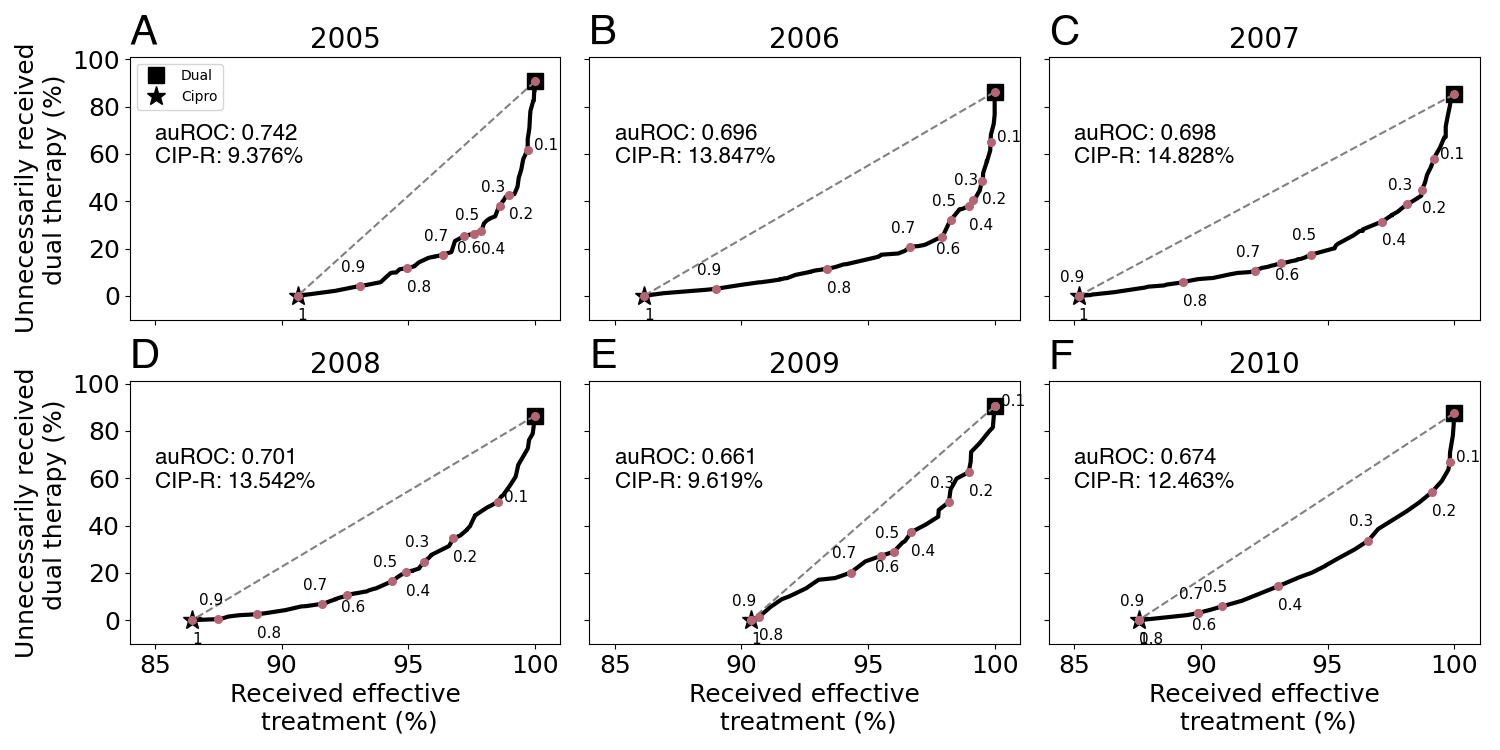 A
2005
B
2006
C
2007
Unnecessarily received
dual therapy (%)
100
80
60
40
20
0
Dual
Cipro
auROC: 0.742
CIP-R: 9.376%
0.1
0.3
0.2
0.5
0.7
0.6
0.4
0.9
0.8
1
auROC: 0.696
CIP-R: 13.847%
0.1
0.3
0.2
0.5
0.4
0.7
0.6
0.9
0.8
1
auROC: 0.698
CIP-R: 14.828%
0.1
0.3
0.2
0.5
0.4
0.7
0.6
0.9
0.8
1
D
2008
E
2009
F
2010
Unnecessarily received
dual therapy (%)
100
80
60
40
20
0
auROC: 0.701
CIP-R: 13.542%
0.1
0.3
0.2
0.5
0.4
0.7
0.6
0.9
0.8
1
auROC: 0.661
CIP-R: 9.619%
0.1
0.3
0.2
0.5
0.4
0.7
0.6
0.9
0.8
1
auROC: 0.674
CIP-R: 12.463%
0.1
0.2
0.3
0.4
0.7
0.5
0.6
0.9
0.8
1
85 90 95 100
85 90 95 100
85 90 95 100
Received effective
treatment (%)
Received effective
treatment (%)
Received effective
treatment (%)